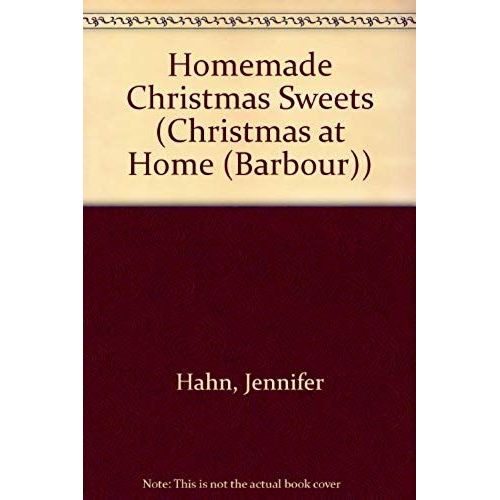 Homemade
Christmas Sweets
(Christmas at
Home (Barbour))
Hahn, Jennifer
Note: This is not the actual book cover